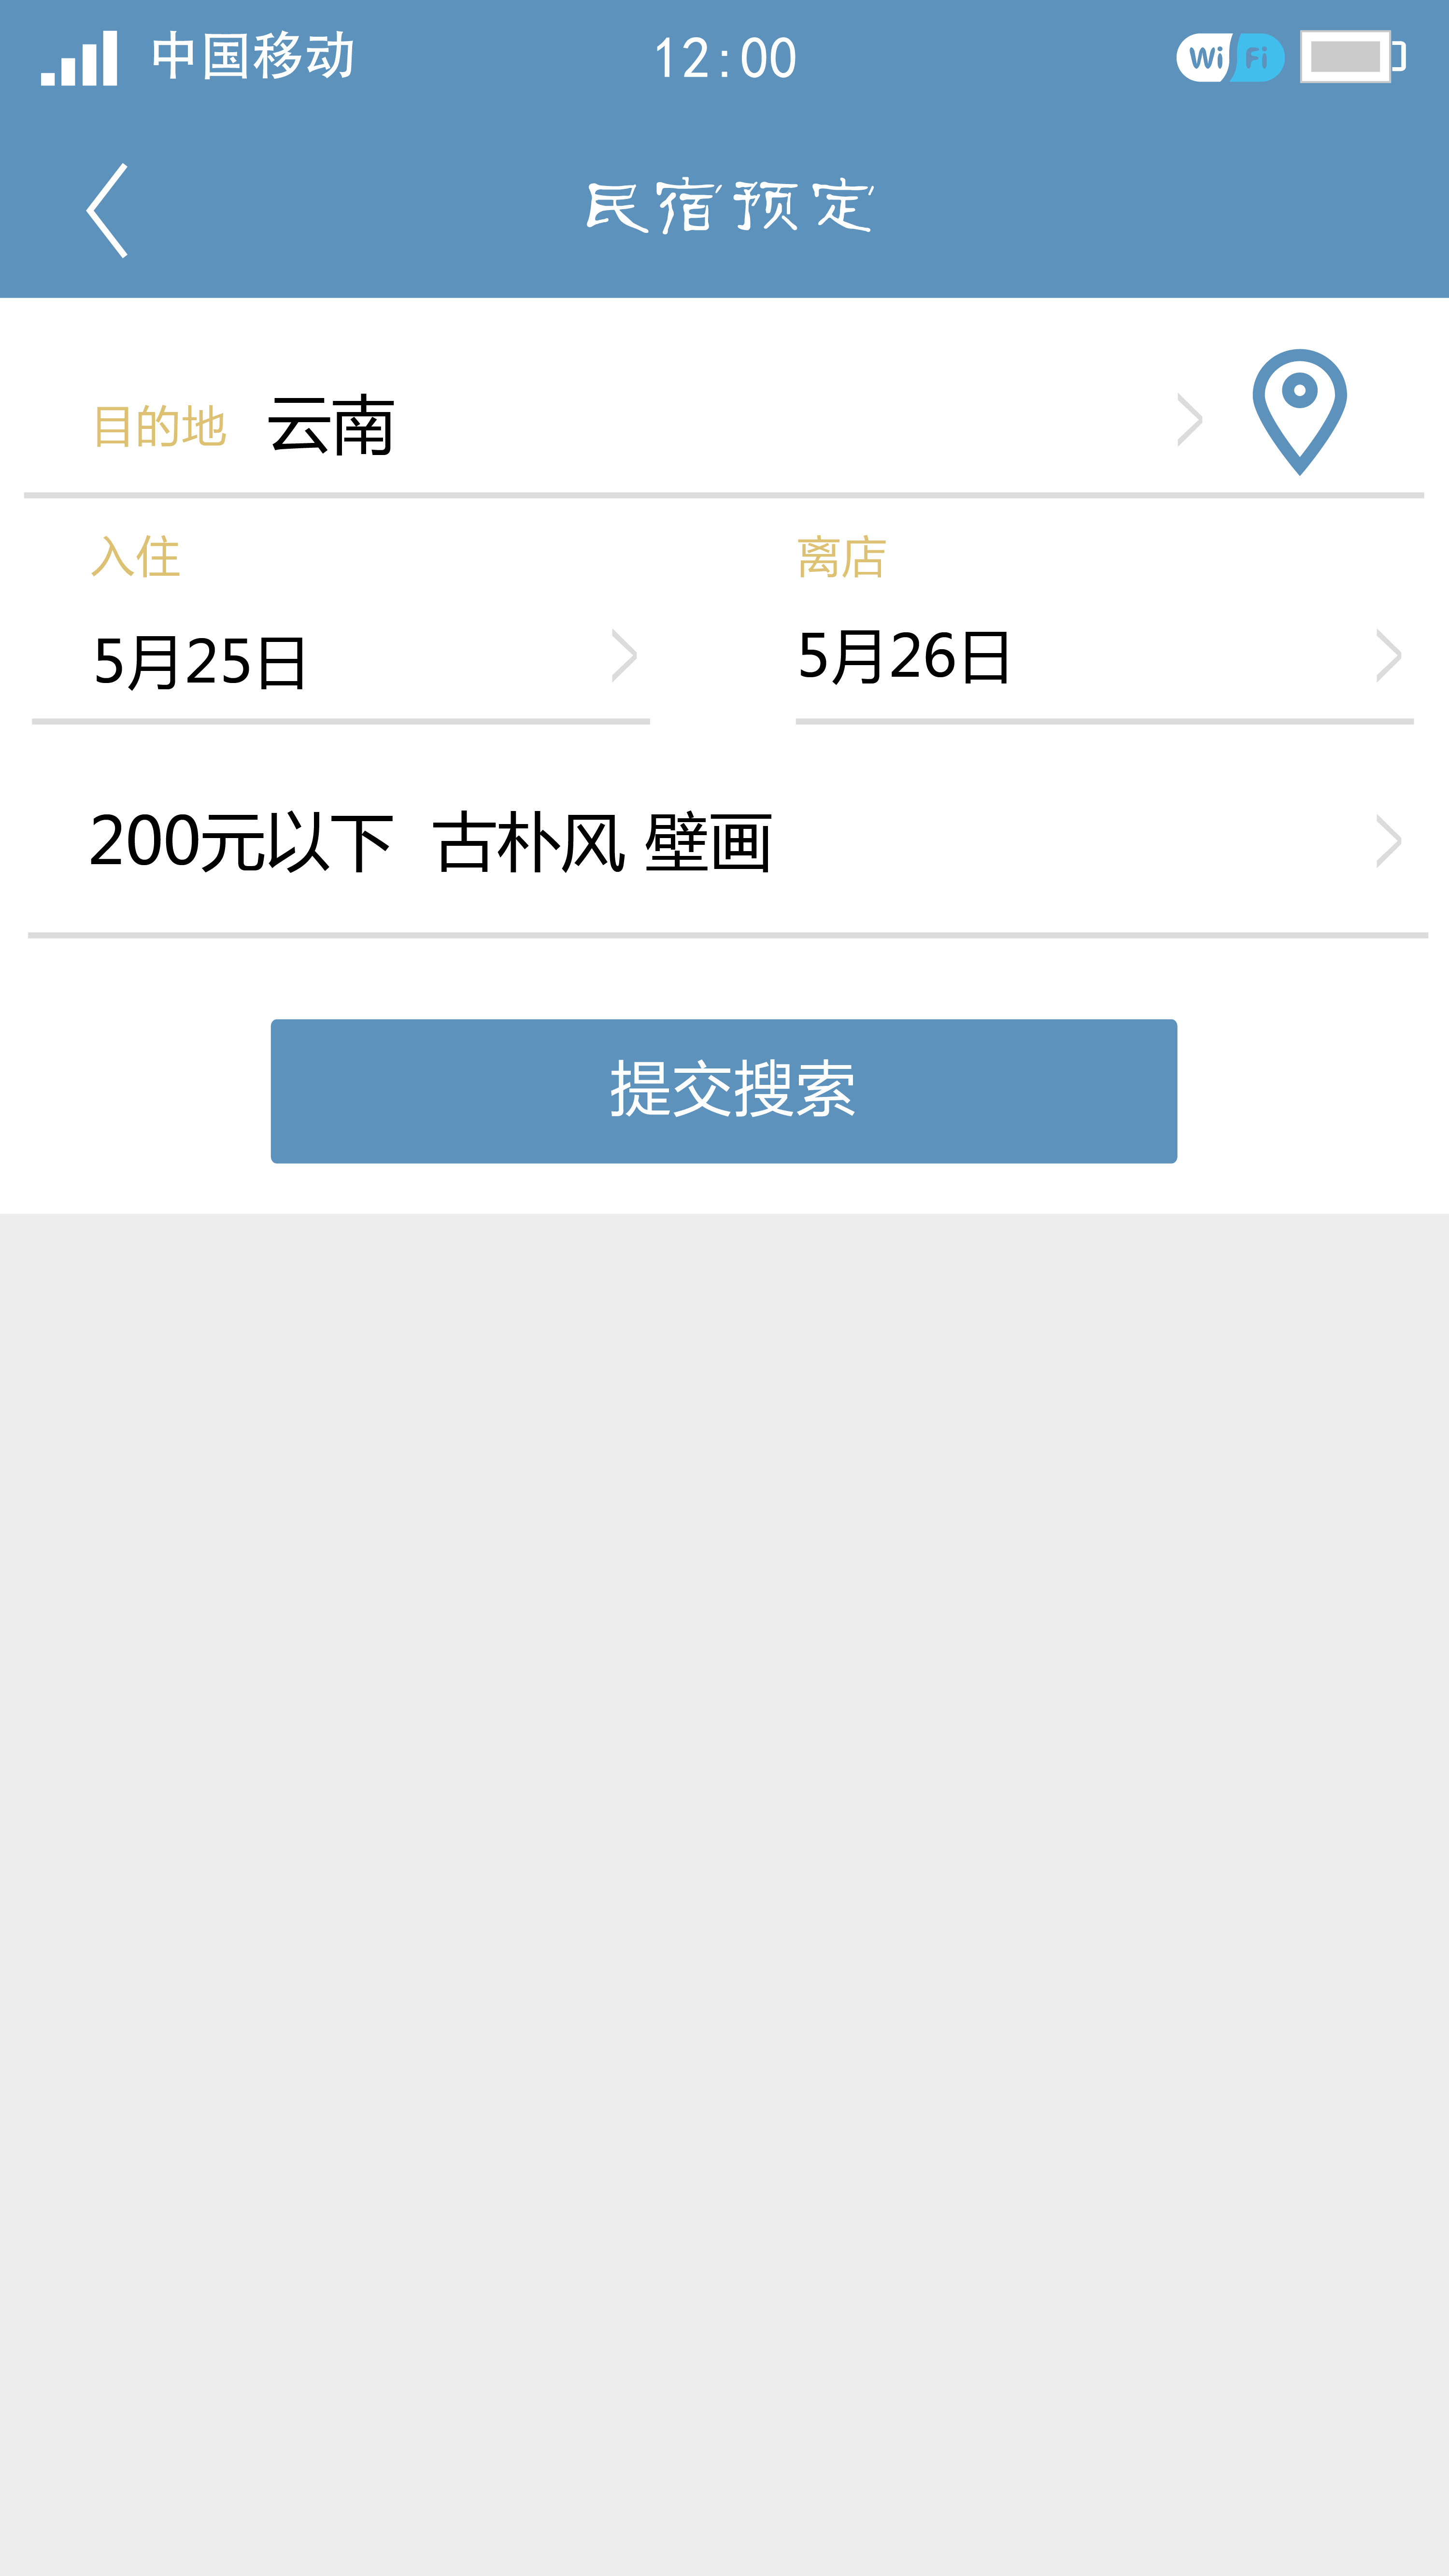 中国移动 12:00 WiFi
民宿预定
目的地 云南
入住 离店
5月25日 5月26日
200元以下 古朴风 壁画
提交搜索